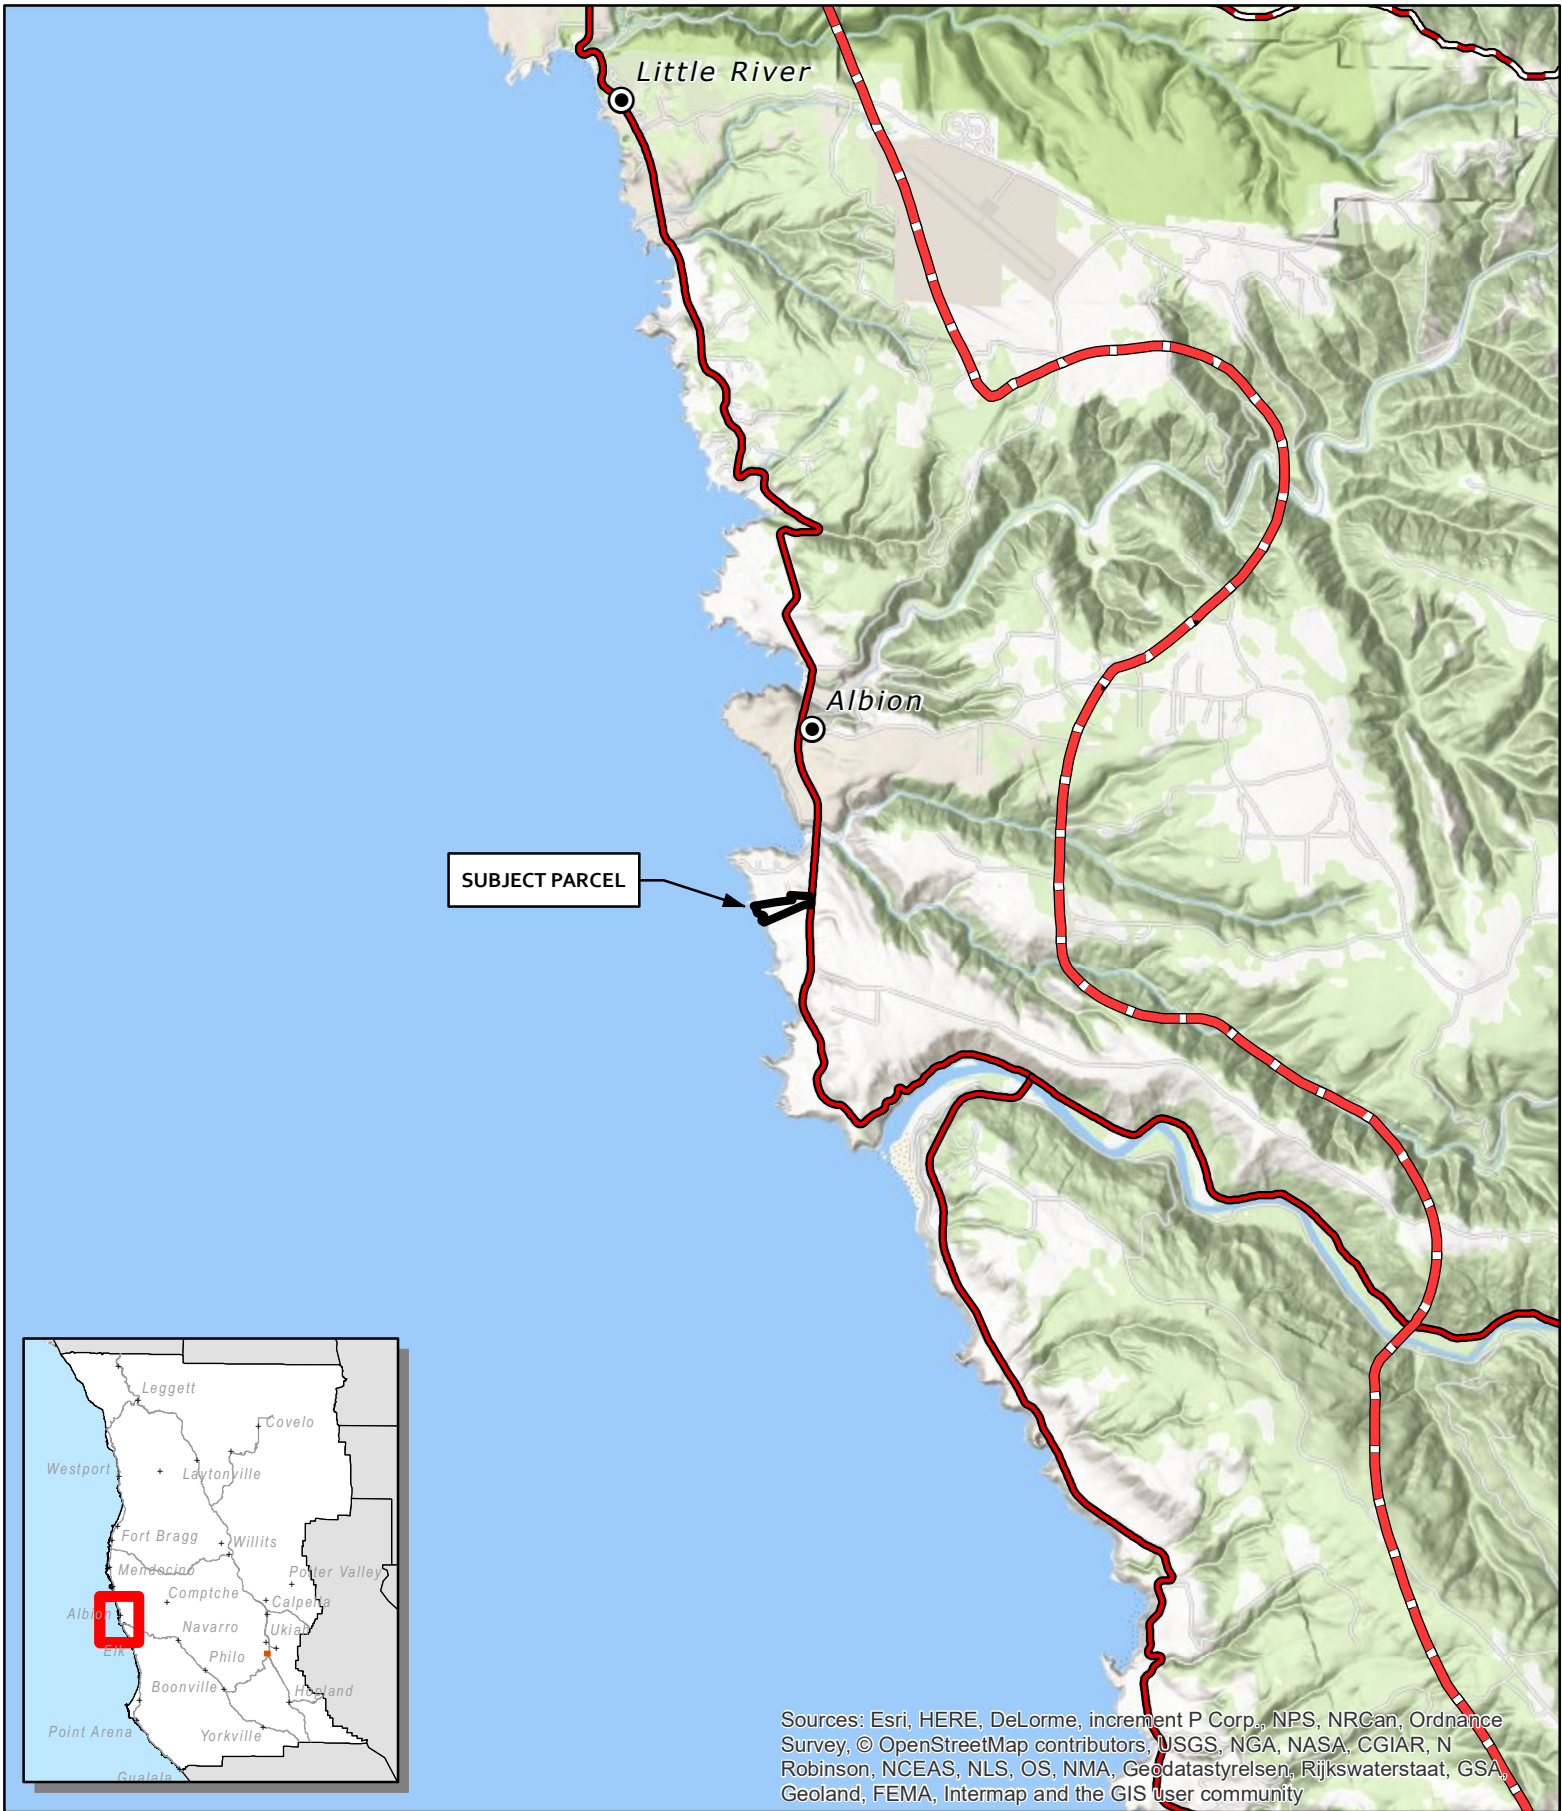 Little River
Albion
SUBJECT PARCEL
Leggett
Covelo
Westport
Laytonville
Fort Bragg
Willits
Mendocino
Potter Valley
Comptche
Calpella
Albion
Navarro
Ukiah
Elk
Philo
Boonville
Hopland
Point Arena
Yorkville
Gualala
Sources: Esri, HERE, DeLorme, increment P Corp., NPS, NRCan, Ordnance
Survey, © OpenStreetMap contributors, USGS, NGA, NASA, CGIAR, N
Robinson, NCEAS, NLS, OS, NMA, Geodatastyrelsen, Rijkswaterstaat, GSA,
Geoland, FEMA, Intermap and the GIS user community